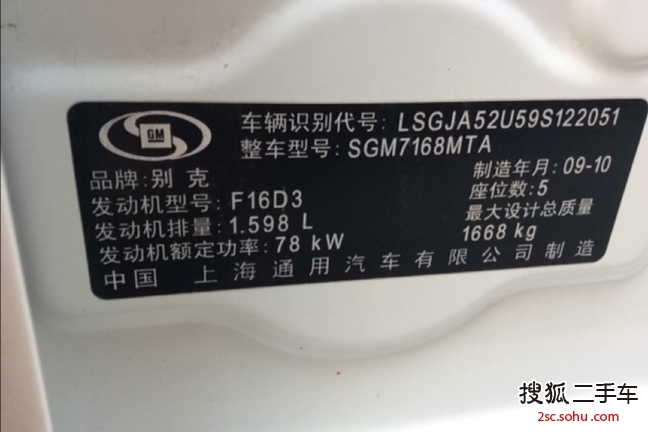 GM
车辆识别代号: LSGJA52U59S122051
整车型号: SGM7168MTA
品牌: 别 克
制造年月: 09-10
发动机型号: F16D3
座位数: 5
发动机排量: 1.598 L
最大设计总质量
发动机额定功率: 78 kW
1668 kg
中国 上海通用汽车有限公司制造
搜狐 二手车
2sc.sohu.com